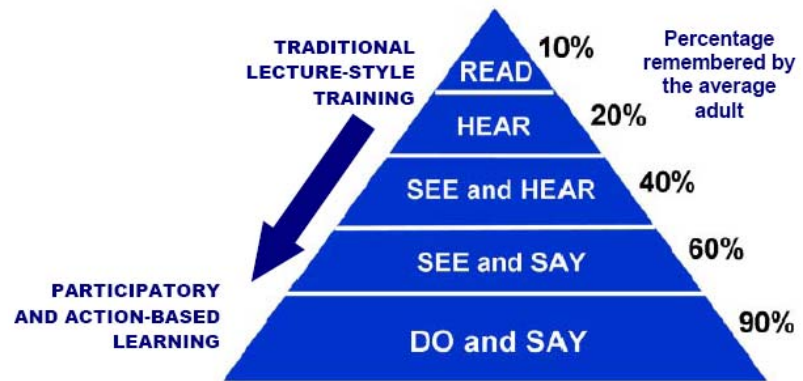 TRADITIONAL
LECTURE-STYLE
TRAINING
READ
10%
Percentage
remembered by
the average
adult
HEAR
20%
SEE and HEAR
40%
SEE and SAY
60%
PARTICIPATORY
AND ACTION-BASED
LEARNING
DO and SAY
90%